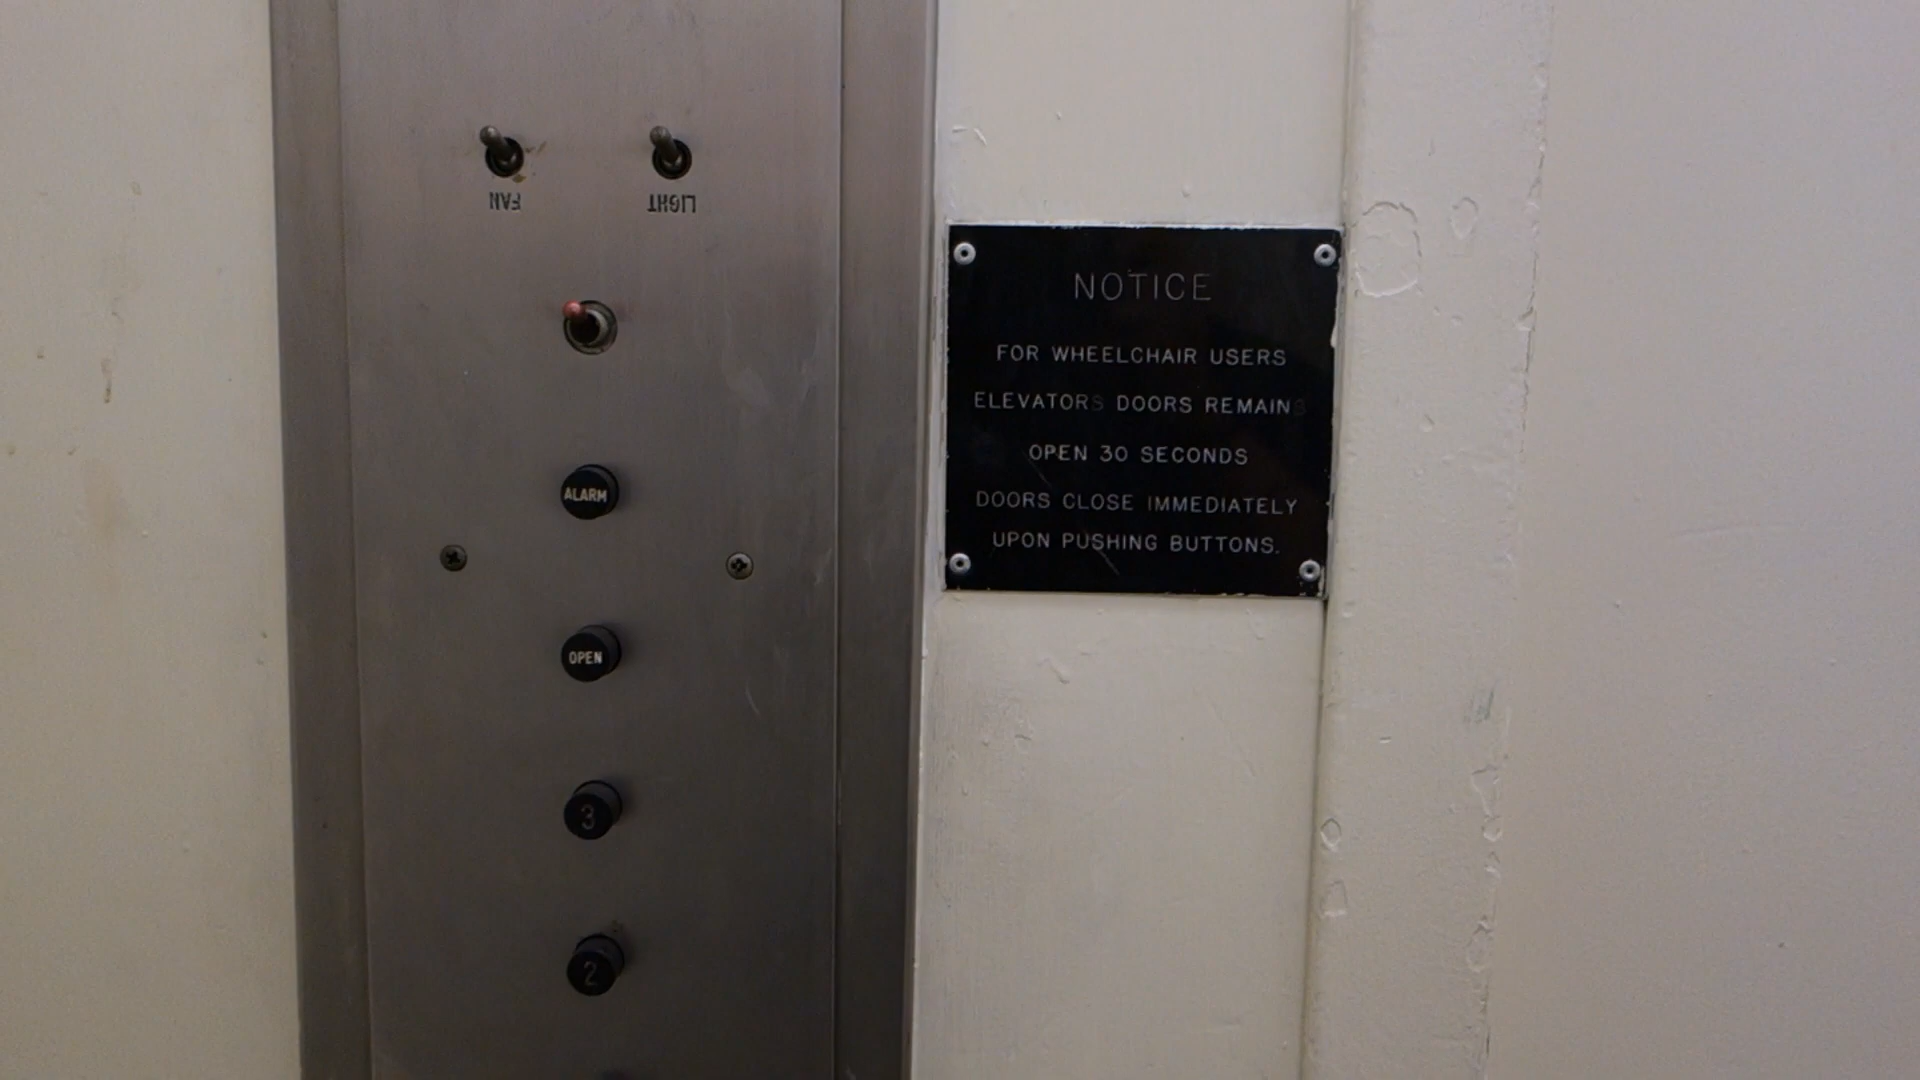 FAN
LIGHT
ALARM
OPEN
3
2
NOTICE
FOR WHEELCHAIR USERS
ELEVATORS DOORS REMAINS
OPEN 30 SECONDS
DOORS CLOSE IMMEDIATELY
UPON PUSHING BUTTONS.